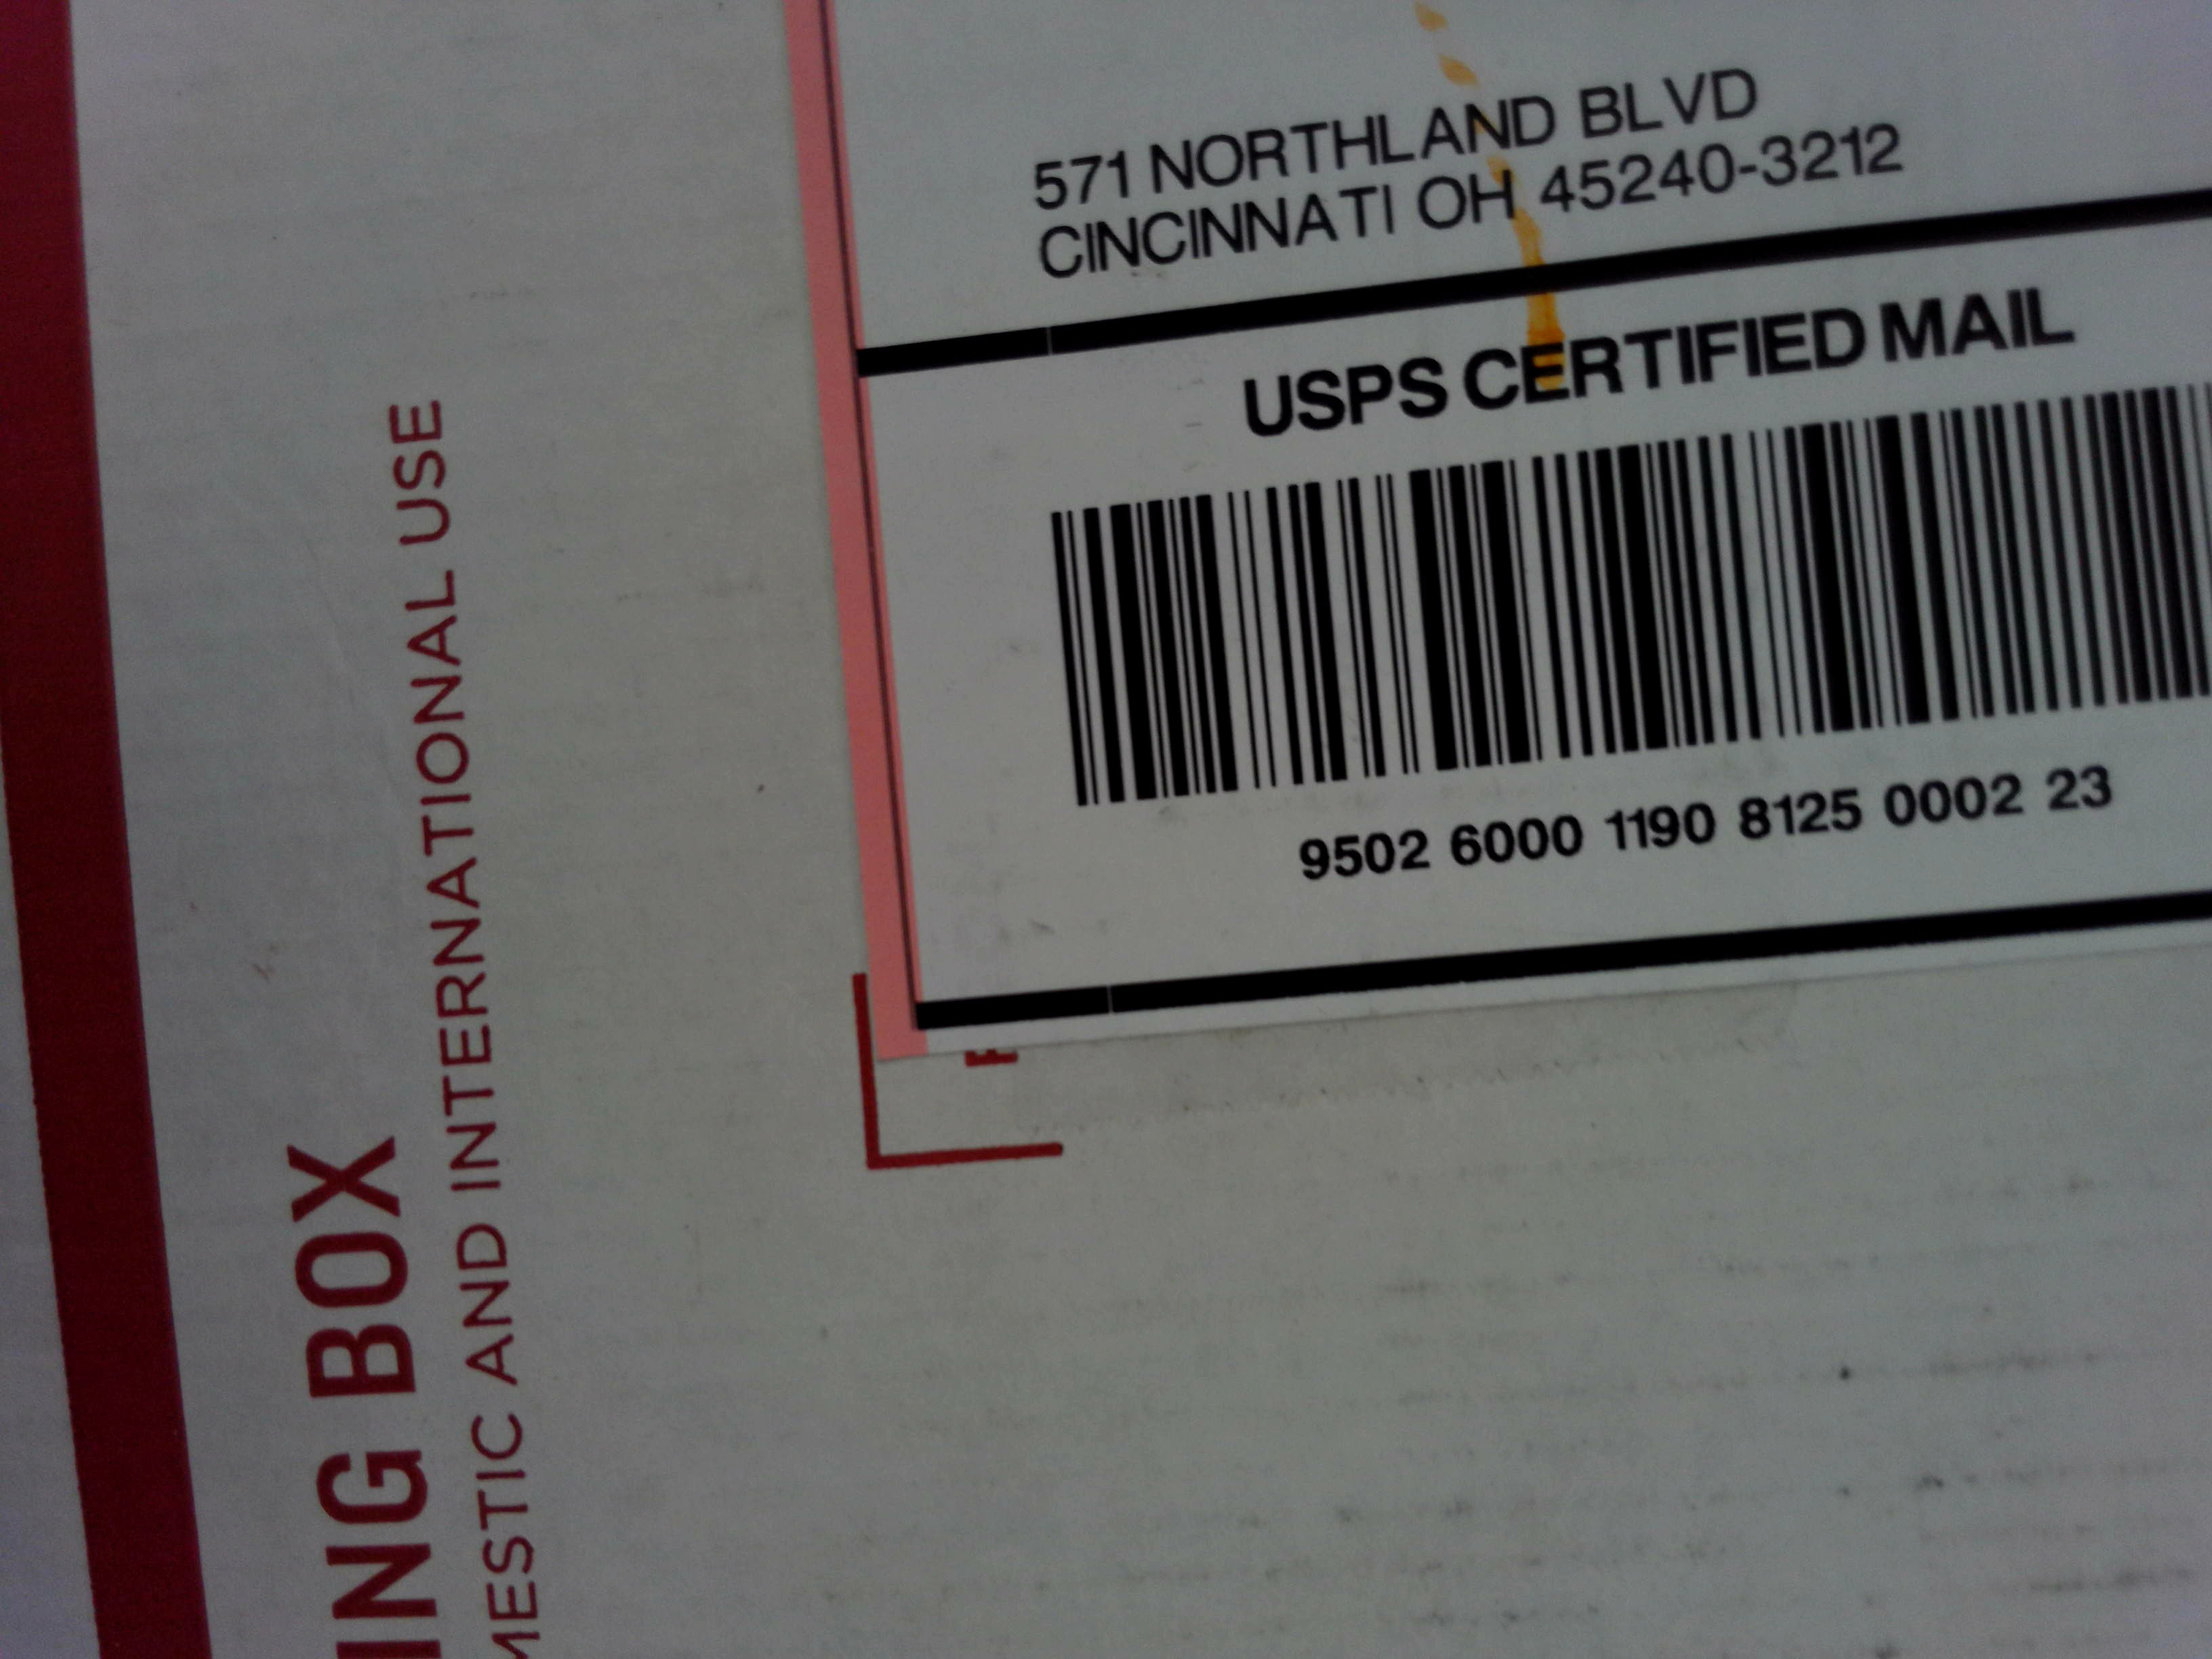 571 NORTHLAND BLVD
CINCINNATI OH 45240-3212
USPS CERTIFIED MAIL
9502 6000 1190 8125 0002 23
ING BOX
MESTIC AND INTERNATIONAL USE